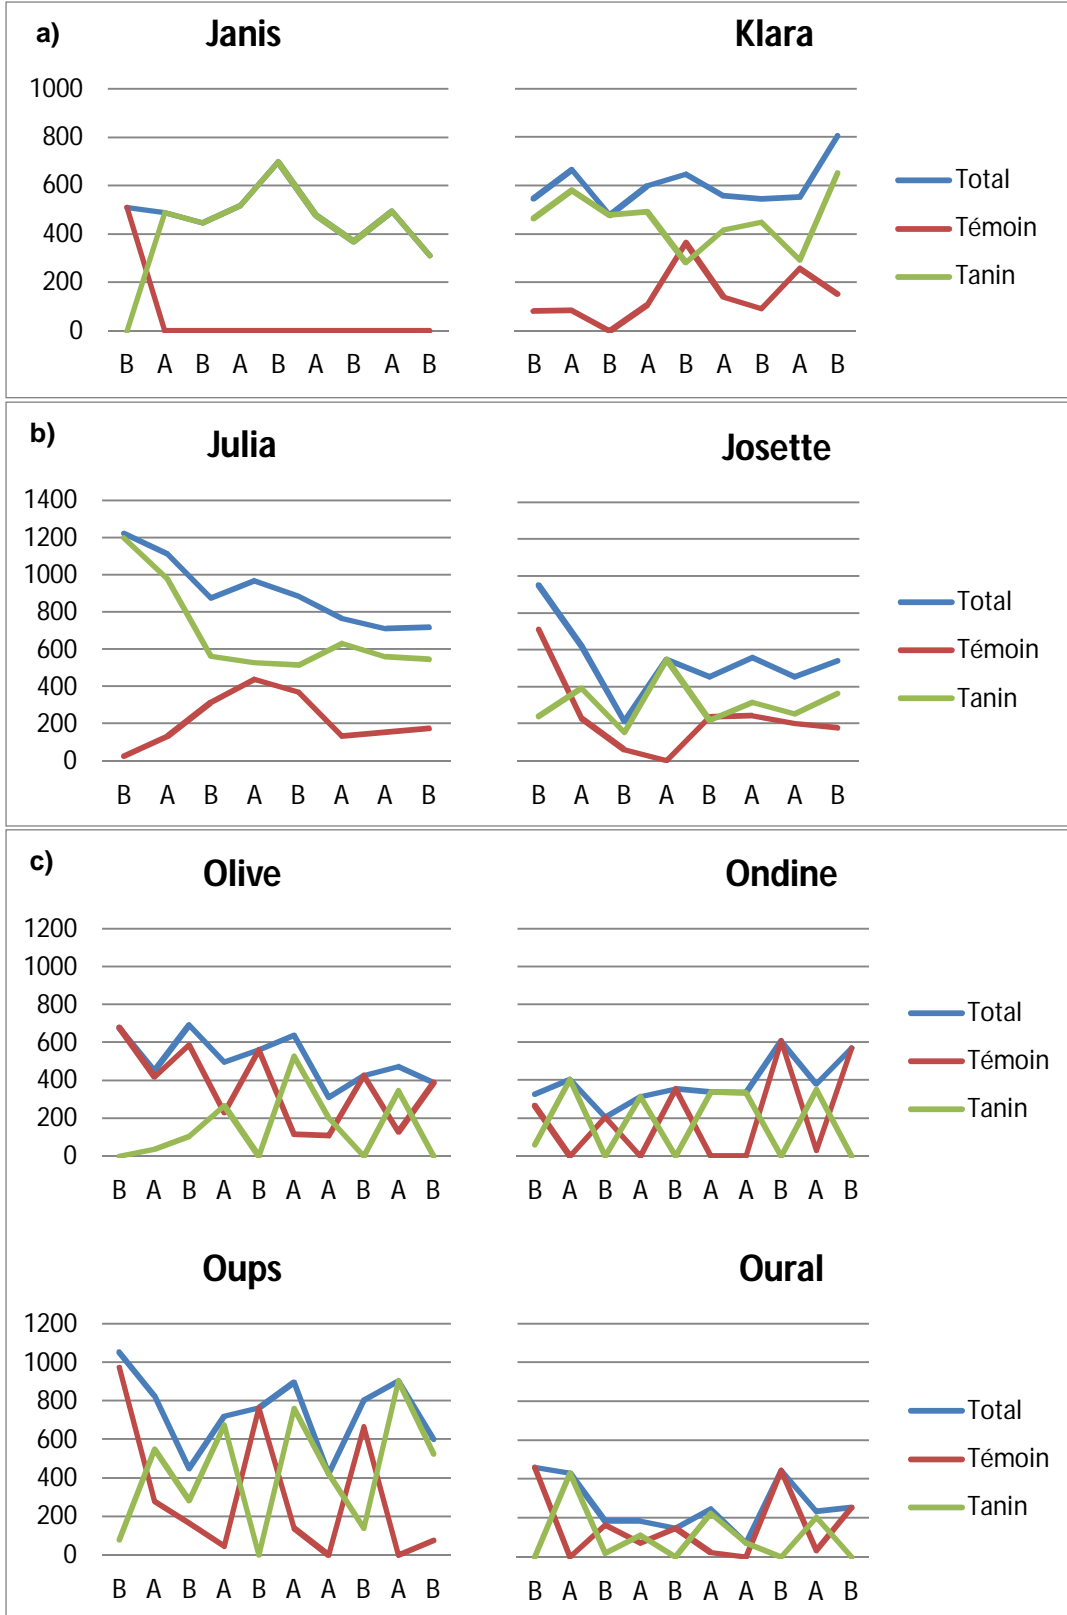 a) Janis Klara
1000
800
600
400
200
0
B A B A B A B A B
B A B A B A B A B
Total
Témoin
Tanin
b) Julia Josette
1400
1200
1000
800
600
400
200
0
B A B A B A A B
B A B A B A A B
Total
Témoin
Tanin
c) Olive Ondine
1200
1000
800
600
400
200
0
B A B A B A A B A B
B A B A B A A B A B
Total
Témoin
Tanin
Oups Oural
1200
1000
800
600
400
200
0
B A B A B A A B A B
B A B A B A A B A B
Total
Témoin
Tanin